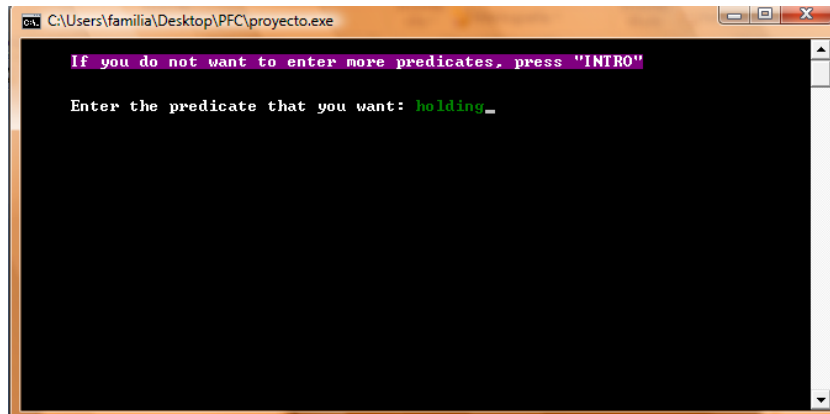 C:\Users\familia\Desktop\PFC\proyecto.exe
If you do not want to enter more predicates, press "INTRO"
Enter the predicate that you want: holding_